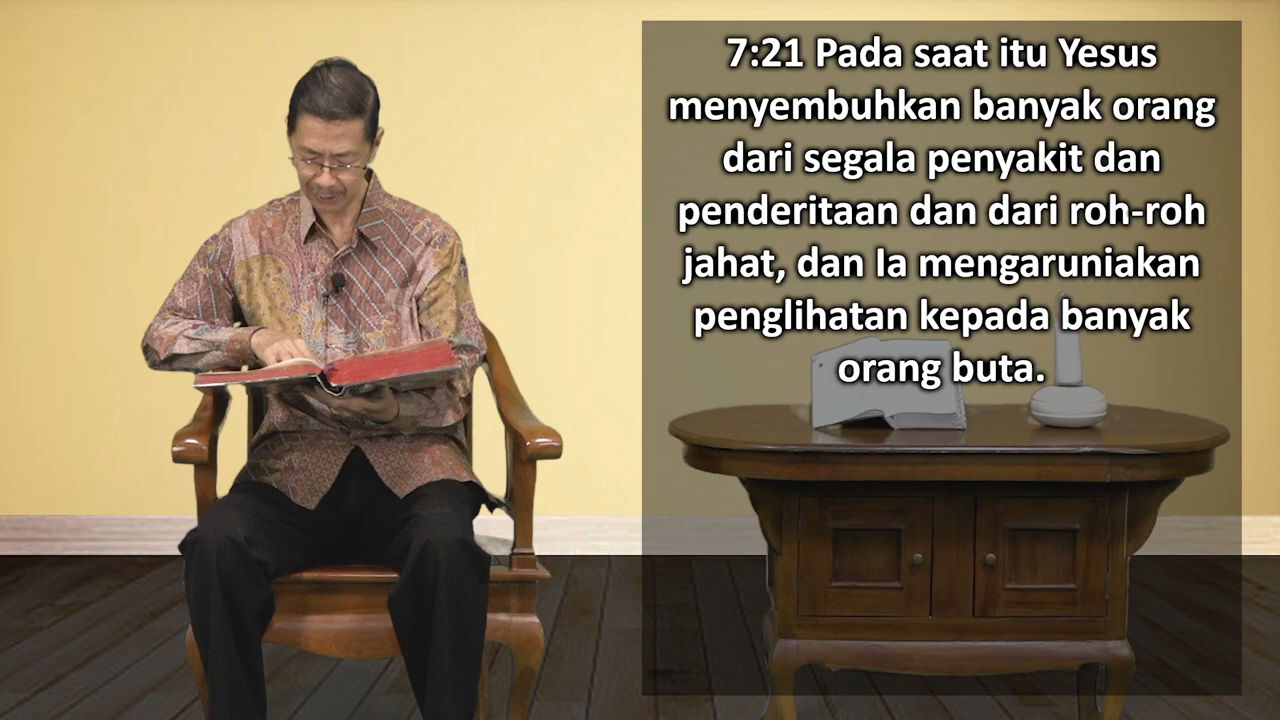 7:21 Pada saat itu Yesus
menyembuhkan banyak orang
dari segala penyakit dan
penderitaan dan dari roh-roh
jahat, dan Ia mengaruniakan
penglihatan kepada banyak
orang buta.